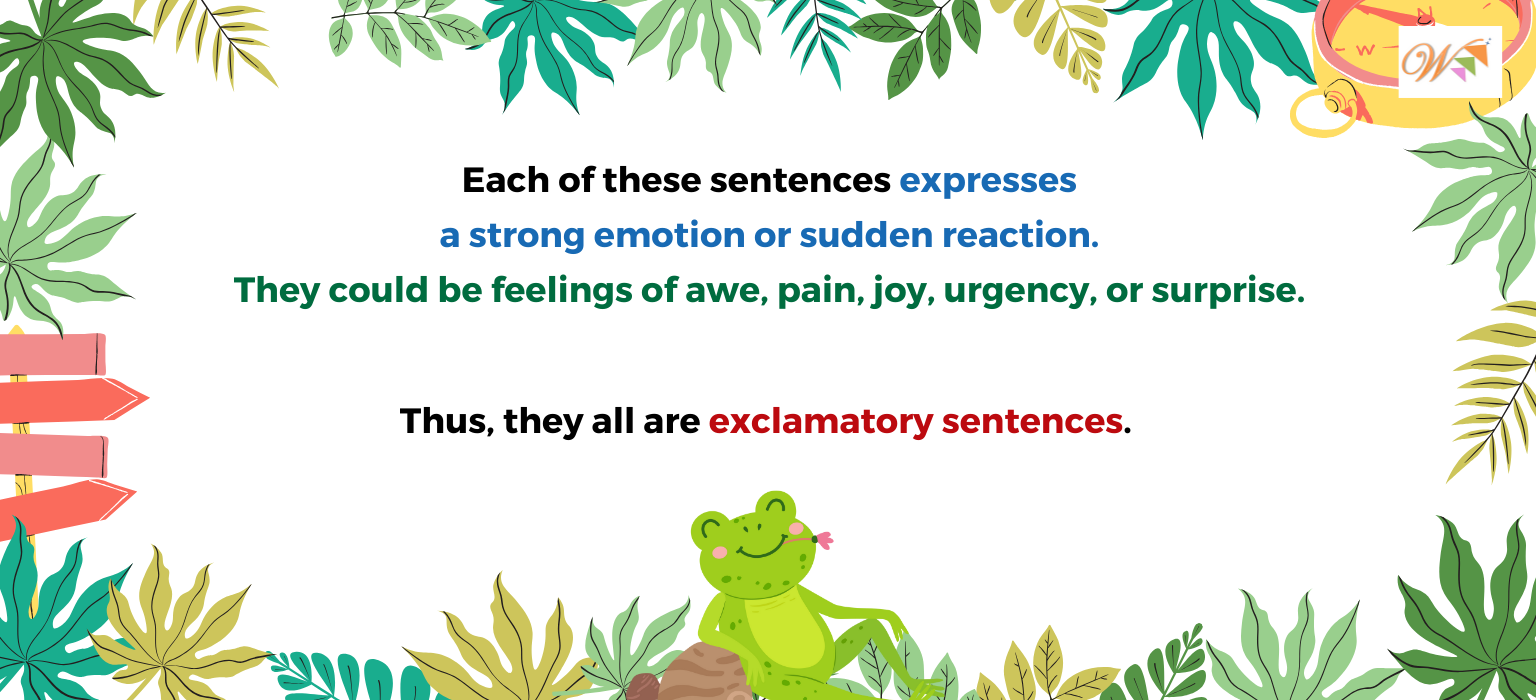 N
W
W
Each of these sentences expresses
a strong emotion or sudden reaction.
They could be feelings of awe, pain, joy, urgency, or surprise.
Thus, they all are exclamatory sentences.